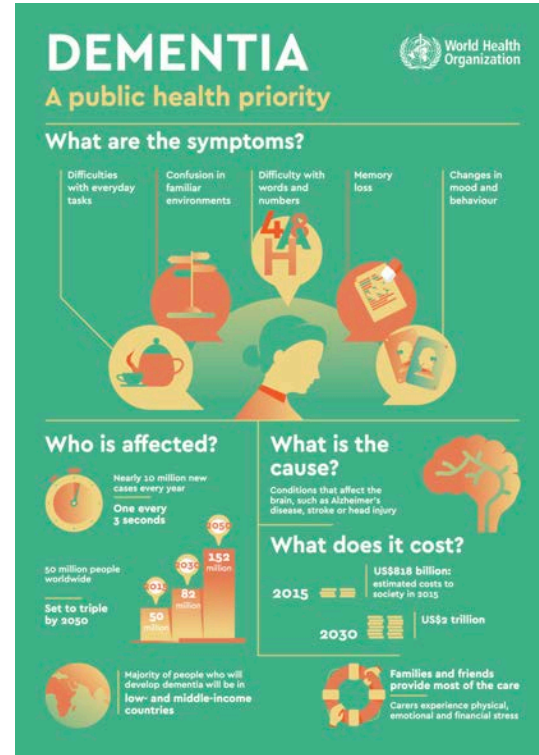 DEMENTIA
World Health
Organization
A public health priority
What are the symptoms?
Difficulties
with everyday
tasks
Confusion in
familiar
environments
Difficulty with
words and
numbers
Memory
loss
Changes in
mood and
behaviour
4 8
A
H
Who is affected?
Nearly 10 million new
cases every year
One every
3 seconds
50 million people
worldwide
Set to triple
by 2050
2030
2050
50
million
82
million
152
million
Majority of people who will
develop dementia will be in
low- and middle-income
countries
What is the
cause?
Conditions that affect the
brain, such as Alzheimer's
disease, stroke or head injury
What does it cost?
2015
US$818 billion:
estimated costs to
society in 2015
2030
US$2 trillion
Families and friends
provide most of the care
Carers experience physical,
emotional and financial stress